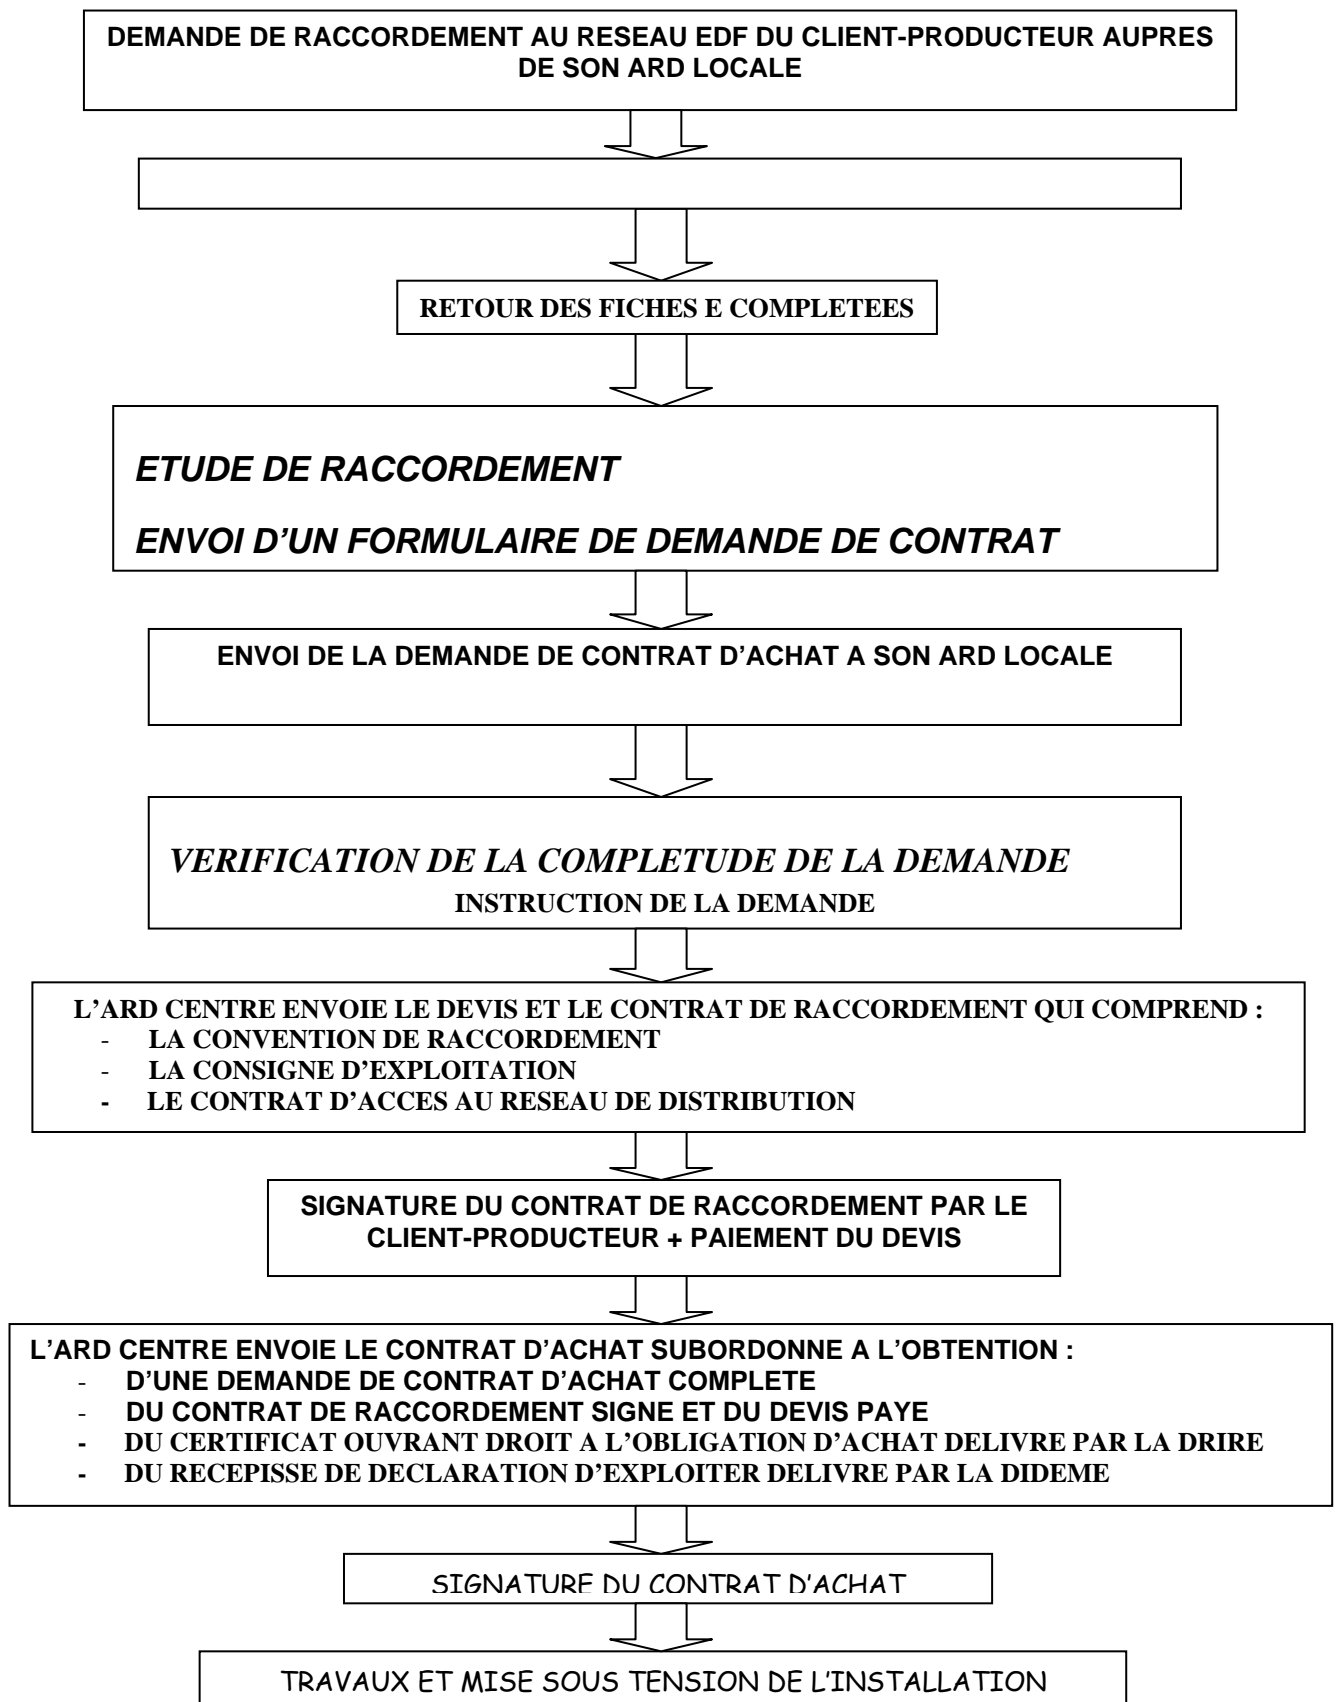 DEMANDE DE RACCORDEMENT AU RESEAU EDF DU CLIENT-PRODUCTEUR AUPRES
DE SON ARD LOCALE
RETOUR DES FICHES E COMPLETEES
ETUDE DE RACCORDEMENT
ENVOI D’UN FORMULAIRE DE DEMANDE DE CONTRAT
ENVOI DE LA DEMANDE DE CONTRAT D’ACHAT A SON ARD LOCALE
VERIFICATION DE LA COMPLETUDE DE LA DEMANDE
INSTRUCTION DE LA DEMANDE
L’ARD CENTRE ENVOIE LE DEVIS ET LE CONTRAT DE RACCORDEMENT QUI COMPREND :
- LA CONVENTION DE RACCORDEMENT
- LA CONSIGNE D’EXPLOITATION
- LE CONTRAT D’ACCES AU RESEAU DE DISTRIBUTION
SIGNATURE DU CONTRAT DE RACCORDEMENT PAR LE
CLIENT-PRODUCTEUR + PAIEMENT DU DEVIS
L’ARD CENTRE ENVOIE LE CONTRAT D’ACHAT SUBORDONNE A L’OBTENTION :
- D’UNE DEMANDE DE CONTRAT D’ACHAT COMPLETE
- DU CONTRAT DE RACCORDEMENT SIGNE ET DU DEVIS PAYE
- DU CERTIFICAT OUVRANT DROIT A L’OBLIGATION D’ACHAT DELIVRE PAR LA DRIRE
- DU RECEPISSE DE DECLARATION D’EXPLOITER DELIVRE PAR LA DIDEME
SIGNATURE DU CONTRAT D’ACHAT
TRAVAUX ET MISE SOUS TENSION DE L’INSTALLATION